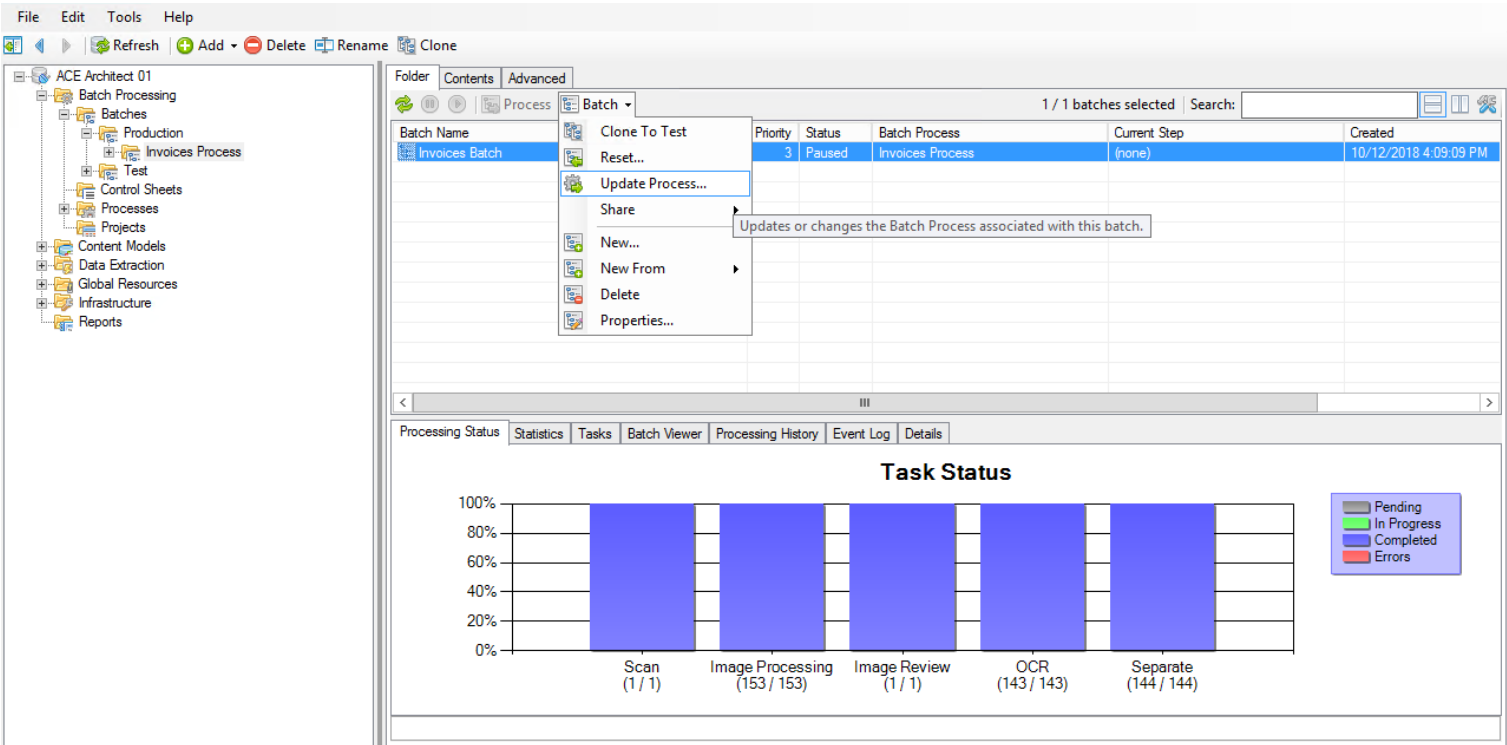 File Edit Tools Help
Refresh Add Delete Rename Clone
ACE Architect 01
Batch Processing
Batches
Production
Invoices Process
Test
Control Sheets
Processes
Projects
Content Models
Data Extraction
Global Resources
Infrastructure
Reports
Folder Contents Advanced
Process Batch 1 / 1 batches selected Search:
Batch Name Priority Status Batch Process Current Step Created
Invoices Batch 3 Paused Invoices Process (none) 10/12/2018 4:09:09 PM
Clone To Test
Reset...
Update Process...
Share
Updates or changes the Batch Process associated with this batch.
New...
New From
Delete
Properties...
Processing Status Statistics Tasks Batch Viewer Processing History Event Log Details
Task Status
100%
80%
60%
40%
20%
0%
Scan Image Processing Image Review OCR Separate
(1 / 1) (153 / 153) (1 / 1) (143 / 143) (144 / 144)
Pending
In Progress
Completed
Errors